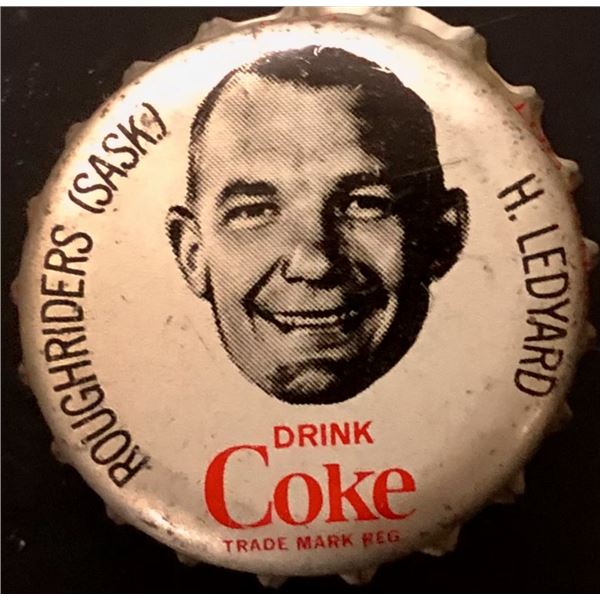 ROUGHRIDERS (SASK.)
H. LEDYARD
DRINK
Coke
TRADE MARK REG